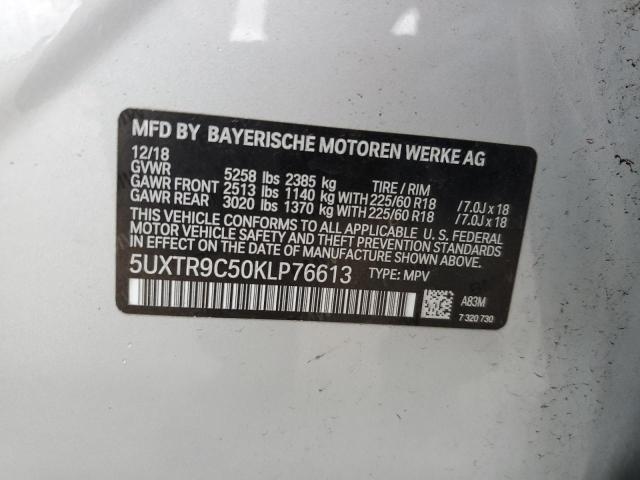 MFD BY BAYERISCHE MOTOREN WERKE AG
12/18
GVWR 5258 lbs 2385 kg TIRE / RIM
GAWR FRONT 2513 lbs 1140 kg WITH 225/60 R18 / 7.0J x 18
GAWR REAR 3020 lbs 1370 kg WITH 225/60 R18 / 7.0J x 18
THIS VEHICLE CONFORMS TO ALL APPLICABLE U. S. FEDERAL
MOTOR VEHICLE SAFETY AND THEFT PREVENTION STANDARDS
IN EFFECT ON THE DATE OF MANUFACTURE SHOWN ABOVE.
5UXTR9C50KLP76613 TYPE: MPV
A83M
7 320 730